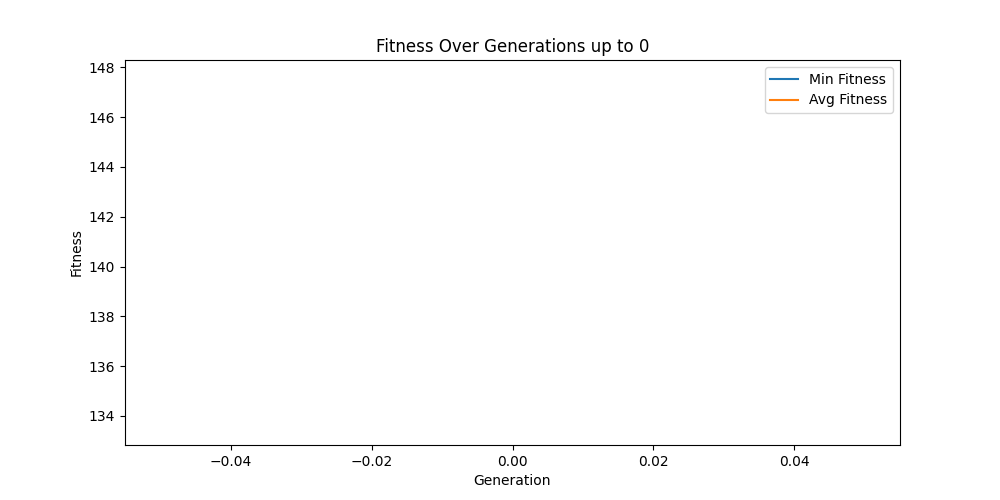 Fitness Over Generations up to 0
148
146
144
142
140
138
136
134
Fitness
Min Fitness
Avg Fitness
−0.04
−0.02
0.00
0.02
0.04
Generation